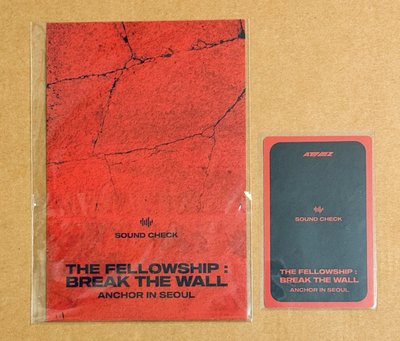 SOUND CHECK
THE FELLOWSHIP :
BREAK THE WALL
ANCHOR IN SEOUL
ATEEZ
SOUND CHECK
THE FELLOWSHIP :
BREAK THE WALL
ANCHOR IN SEOUL